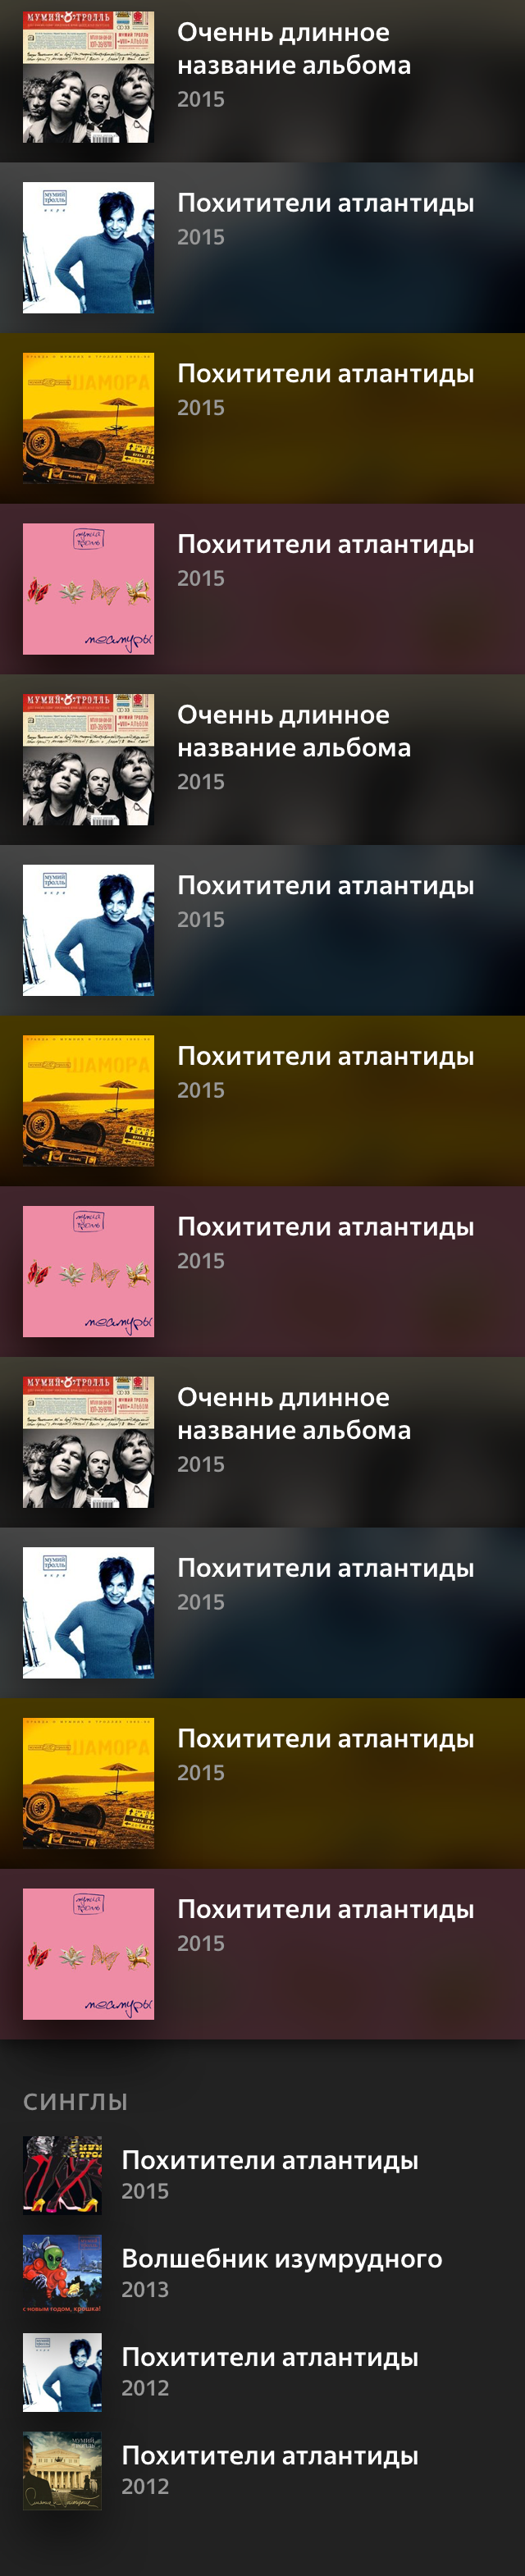 МУМИЙ ТРОЛЛЬ
Оченнь длинное
название альбома
2015
мумий
тролль
икра
Похитители атлантиды
2015
ШАМОРА
Похитители атлантиды
2015
мумий
тролль
мемуары
Похитители атлантиды
2015
МУМИЙ ТРОЛЛЬ
Оченнь длинное
название альбома
2015
мумий
тролль
икра
Похитители атлантиды
2015
ШАМОРА
Похитители атлантиды
2015
мумий
тролль
мемуары
Похитители атлантиды
2015
МУМИЙ ТРОЛЛЬ
Оченнь длинное
название альбома
2015
мумий
тролль
икра
Похитители атлантиды
2015
ШАМОРА
Похитители атлантиды
2015
мумий
тролль
мемуары
Похитители атлантиды
2015
СИНГЛЫ
Похитители атлантиды
2015
Волшебник изумрудного
2013
с новым годом, крошка!
Похитители атлантиды
2012
Похитители атлантиды
2012